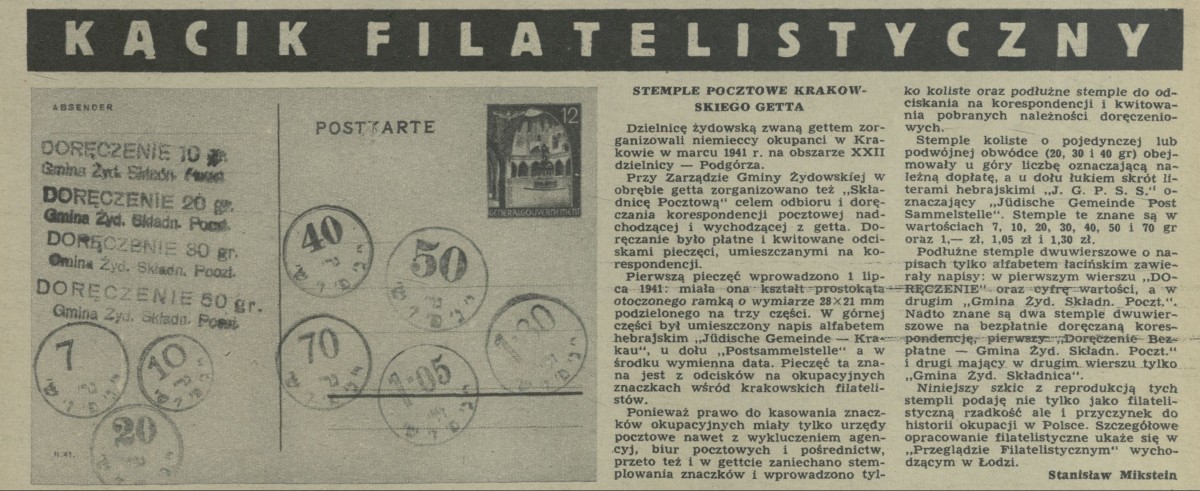 KĄCIK FILATELISTYCZNY
ABSENDER
POSTKARTE
12
GENERALGOUVERNEMENT
DORĘCZENIE 10 gr.
Gmina Żyd. Składn. Poczt.
DORĘCZENIE 20 gr.
Gmina Żyd. Składn. Poczt.
DORĘCZENIE 30 gr.
Gmina Żyd. Składn. Poczt.
DORĘCZENIE 50 gr.
Gmina Żyd. Składn. Poczt.
40
50
7
10
70
1·05
1·30
20
II. 41.
STEMPLE POCZTOWE KRAKOW-
SKIEGO GETTA
Dzielnicę żydowską zwaną gettem zor-
ganizowali niemieccy okupanci w Kra-
kowie w marcu 1941 r. na obszarze XXII
dzielnicy — Podgórza.
Przy Zarządzie Gminy Żydowskiej w
obrębie getta zorganizowano też „Skła-
dnicę Pocztową" celem odbioru i dorę-
czania korespondencji pocztowej nad-
chodzącej i wychodzącej z getta. Do-
ręczanie było płatne i kwitowane odci-
skami pieczęci, umieszczanymi na ko-
respondencji.
Pierwszą pieczęć wprowadzono 1 lip-
ca 1941: miała ona kształt prostokąta
otoczonego ramką o wymiarze 28×21 mm
podzielonego na trzy części. W górnej
części był umieszczony napis alfabetem
hebrajskim „Jüdische Gemeinde — Kra-
kau", u dołu „Postsammelstelle" a w
środku wymienna data. Pieczęć ta zna-
na jest z odcisków na okupacyjnych
znaczkach wśród krakowskich filateli-
stów.
Ponieważ prawo do kasowania znacz-
ków okupacyjnych miały tylko urzędy
pocztowe nawet z wykluczeniem agen-
cyj, biur pocztowych i pośrednictw,
przeto też i w gettcie zaniechano stem-
plowania znaczków i wprowadzono tyl-
ko koliste oraz podłużne stemple do od-
ciskania na korespondencji i kwitowa-
nia pobranych należności doręczenio-
wych.
Stemple koliste o pojedynczej lub
podwójnej obwódce (20, 30 i 40 gr) obej-
mowały u góry liczbę oznaczającą na-
leżną dopłatę, a u dołu łukiem skrót li-
terami hebrajskimi „J. G. P. S. S." o-
znaczający „Jüdische Gemeinde Post
Sammelstelle". Stemple te znane są w
wartościach 7, 10, 20, 30, 40, 50 i 70 gr
oraz 1,— zł, 1,05 zł i 1,30 zł.
Podłużne stemple dwuwierszowe o na-
pisach tylko alfabetem łacińskim zawie-
rały napisy: w pierwszym wierszu „DO-
RĘCZENIE" oraz cyfrę wartości, a w
drugim „Gmina Żyd. Składn. Poczt.".
Nadto znane są dwa stemple dwuwier-
szowe na bezpłatnie doręczaną kores-
pondencję, pierwszy „Doręczenie Bez-
płatne — Gmina Żyd. Składn. Poczt."
i drugi mający w drugim wierszu tylko
„Gmina Żyd. Składnica".
Niniejszy szkic z reprodukcją tych
stempli podaję nie tylko jako filateli-
styczną rzadkość ale i przyczynek do
historii okupacji w Polsce. Szczegółowe
opracowanie filatelistyczne ukaże się w
„Przeglądzie Filatelistycznym" wycho-
dzącym w Łodzi.
Stanisław Mikstein